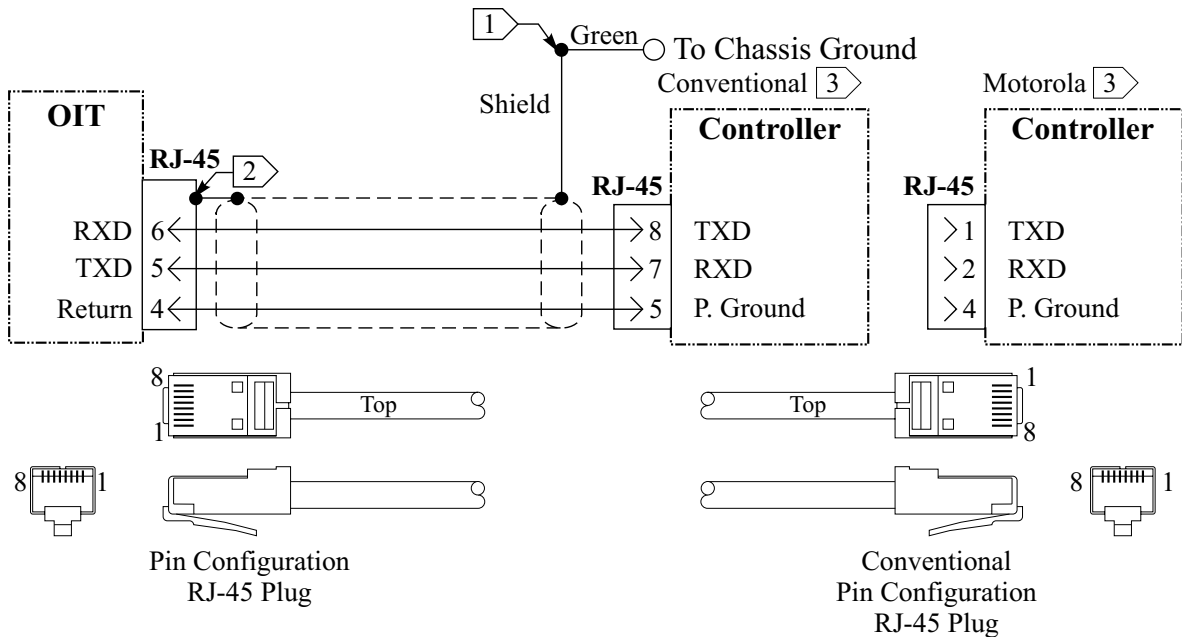 1
Green
To Chassis Ground
Conventional 3
Motorola 3
Shield
OIT
Controller
Controller
RJ-45
2
RJ-45
RJ-45
RXD 6
8 TXD
1 TXD
TXD 5
7 RXD
2 RXD
Return 4
5 P. Ground
4 P. Ground
8
Top
1
Top
1
8
8
1
8
1
Pin Configuration
RJ-45 Plug
Conventional
Pin Configuration
RJ-45 Plug